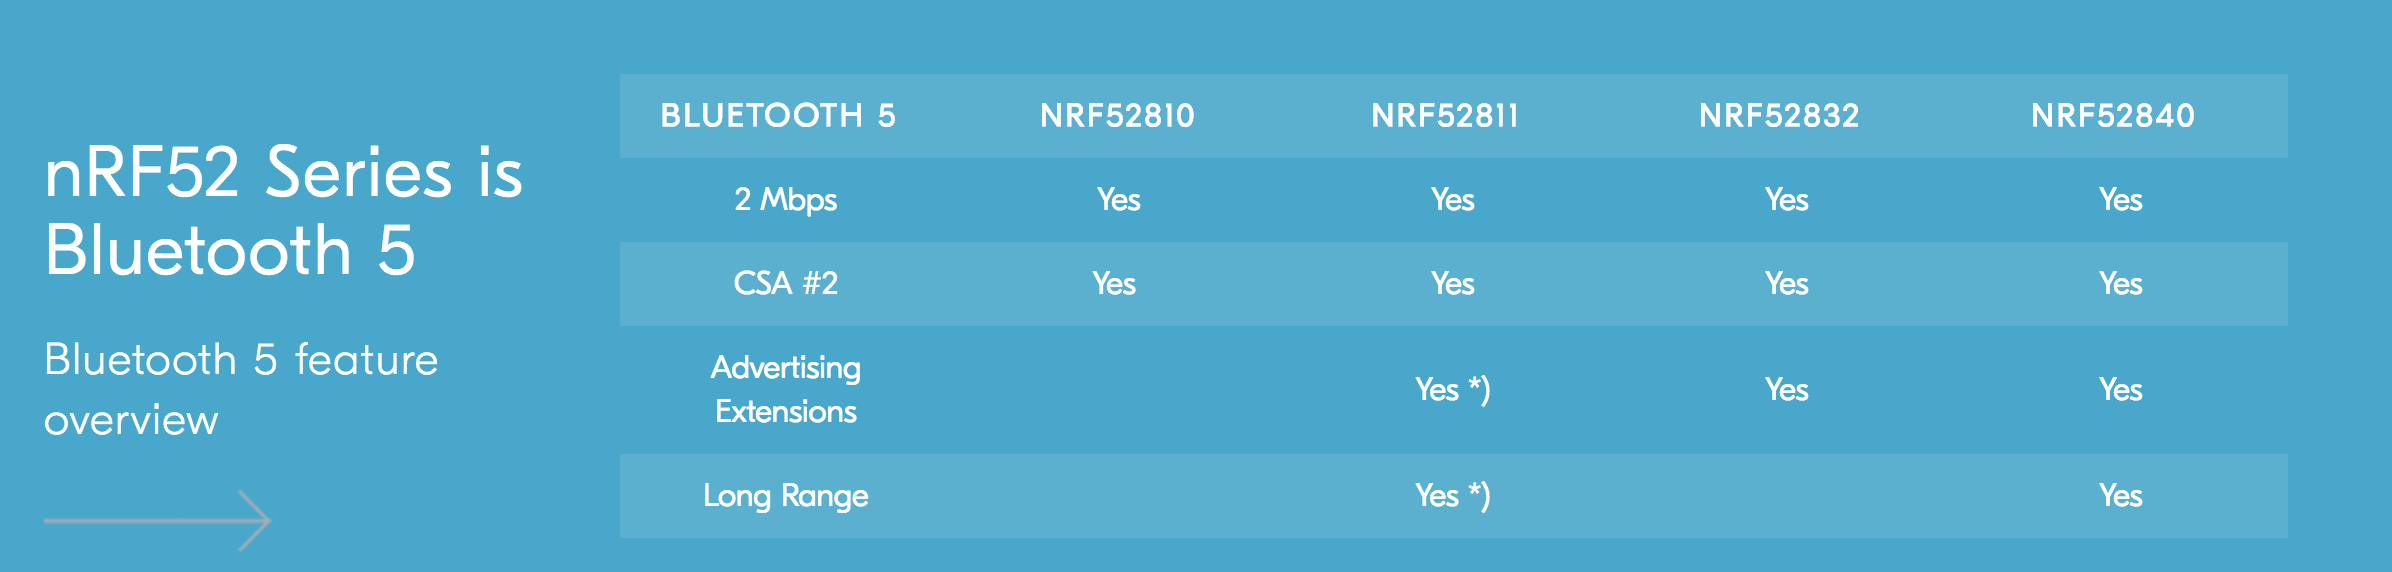 nRF52 Series is
Bluetooth 5
Bluetooth 5 feature
overview
BLUETOOTH 5 NRF52810 NRF52811 NRF52832 NRF52840
2 Mbps Yes Yes Yes Yes
CSA #2 Yes Yes Yes Yes
Advertising
Extensions Yes *) Yes Yes
Long Range Yes *) Yes